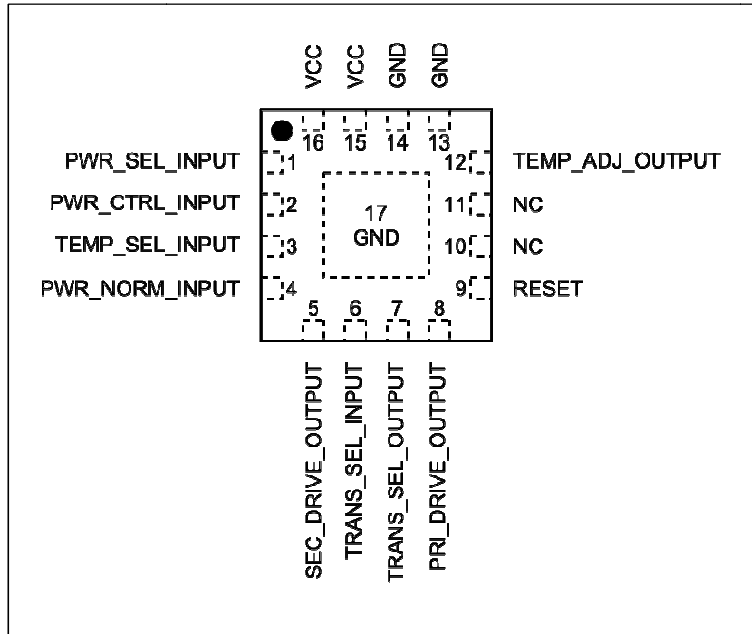 VCC
VCC
GND
GND
16
15
14
13
PWR_SEL_INPUT
1
12
TEMP_ADJ_OUTPUT
PWR_CTRL_INPUT
2
17
GND
11
NC
TEMP_SEL_INPUT
3
10
NC
PWR_NORM_INPUT
4
9
RESET
5
6
7
8
SEC_DRIVE_OUTPUT
TRANS_SEL_INPUT
TRANS_SEL_OUTPUT
PRI_DRIVE_OUTPUT